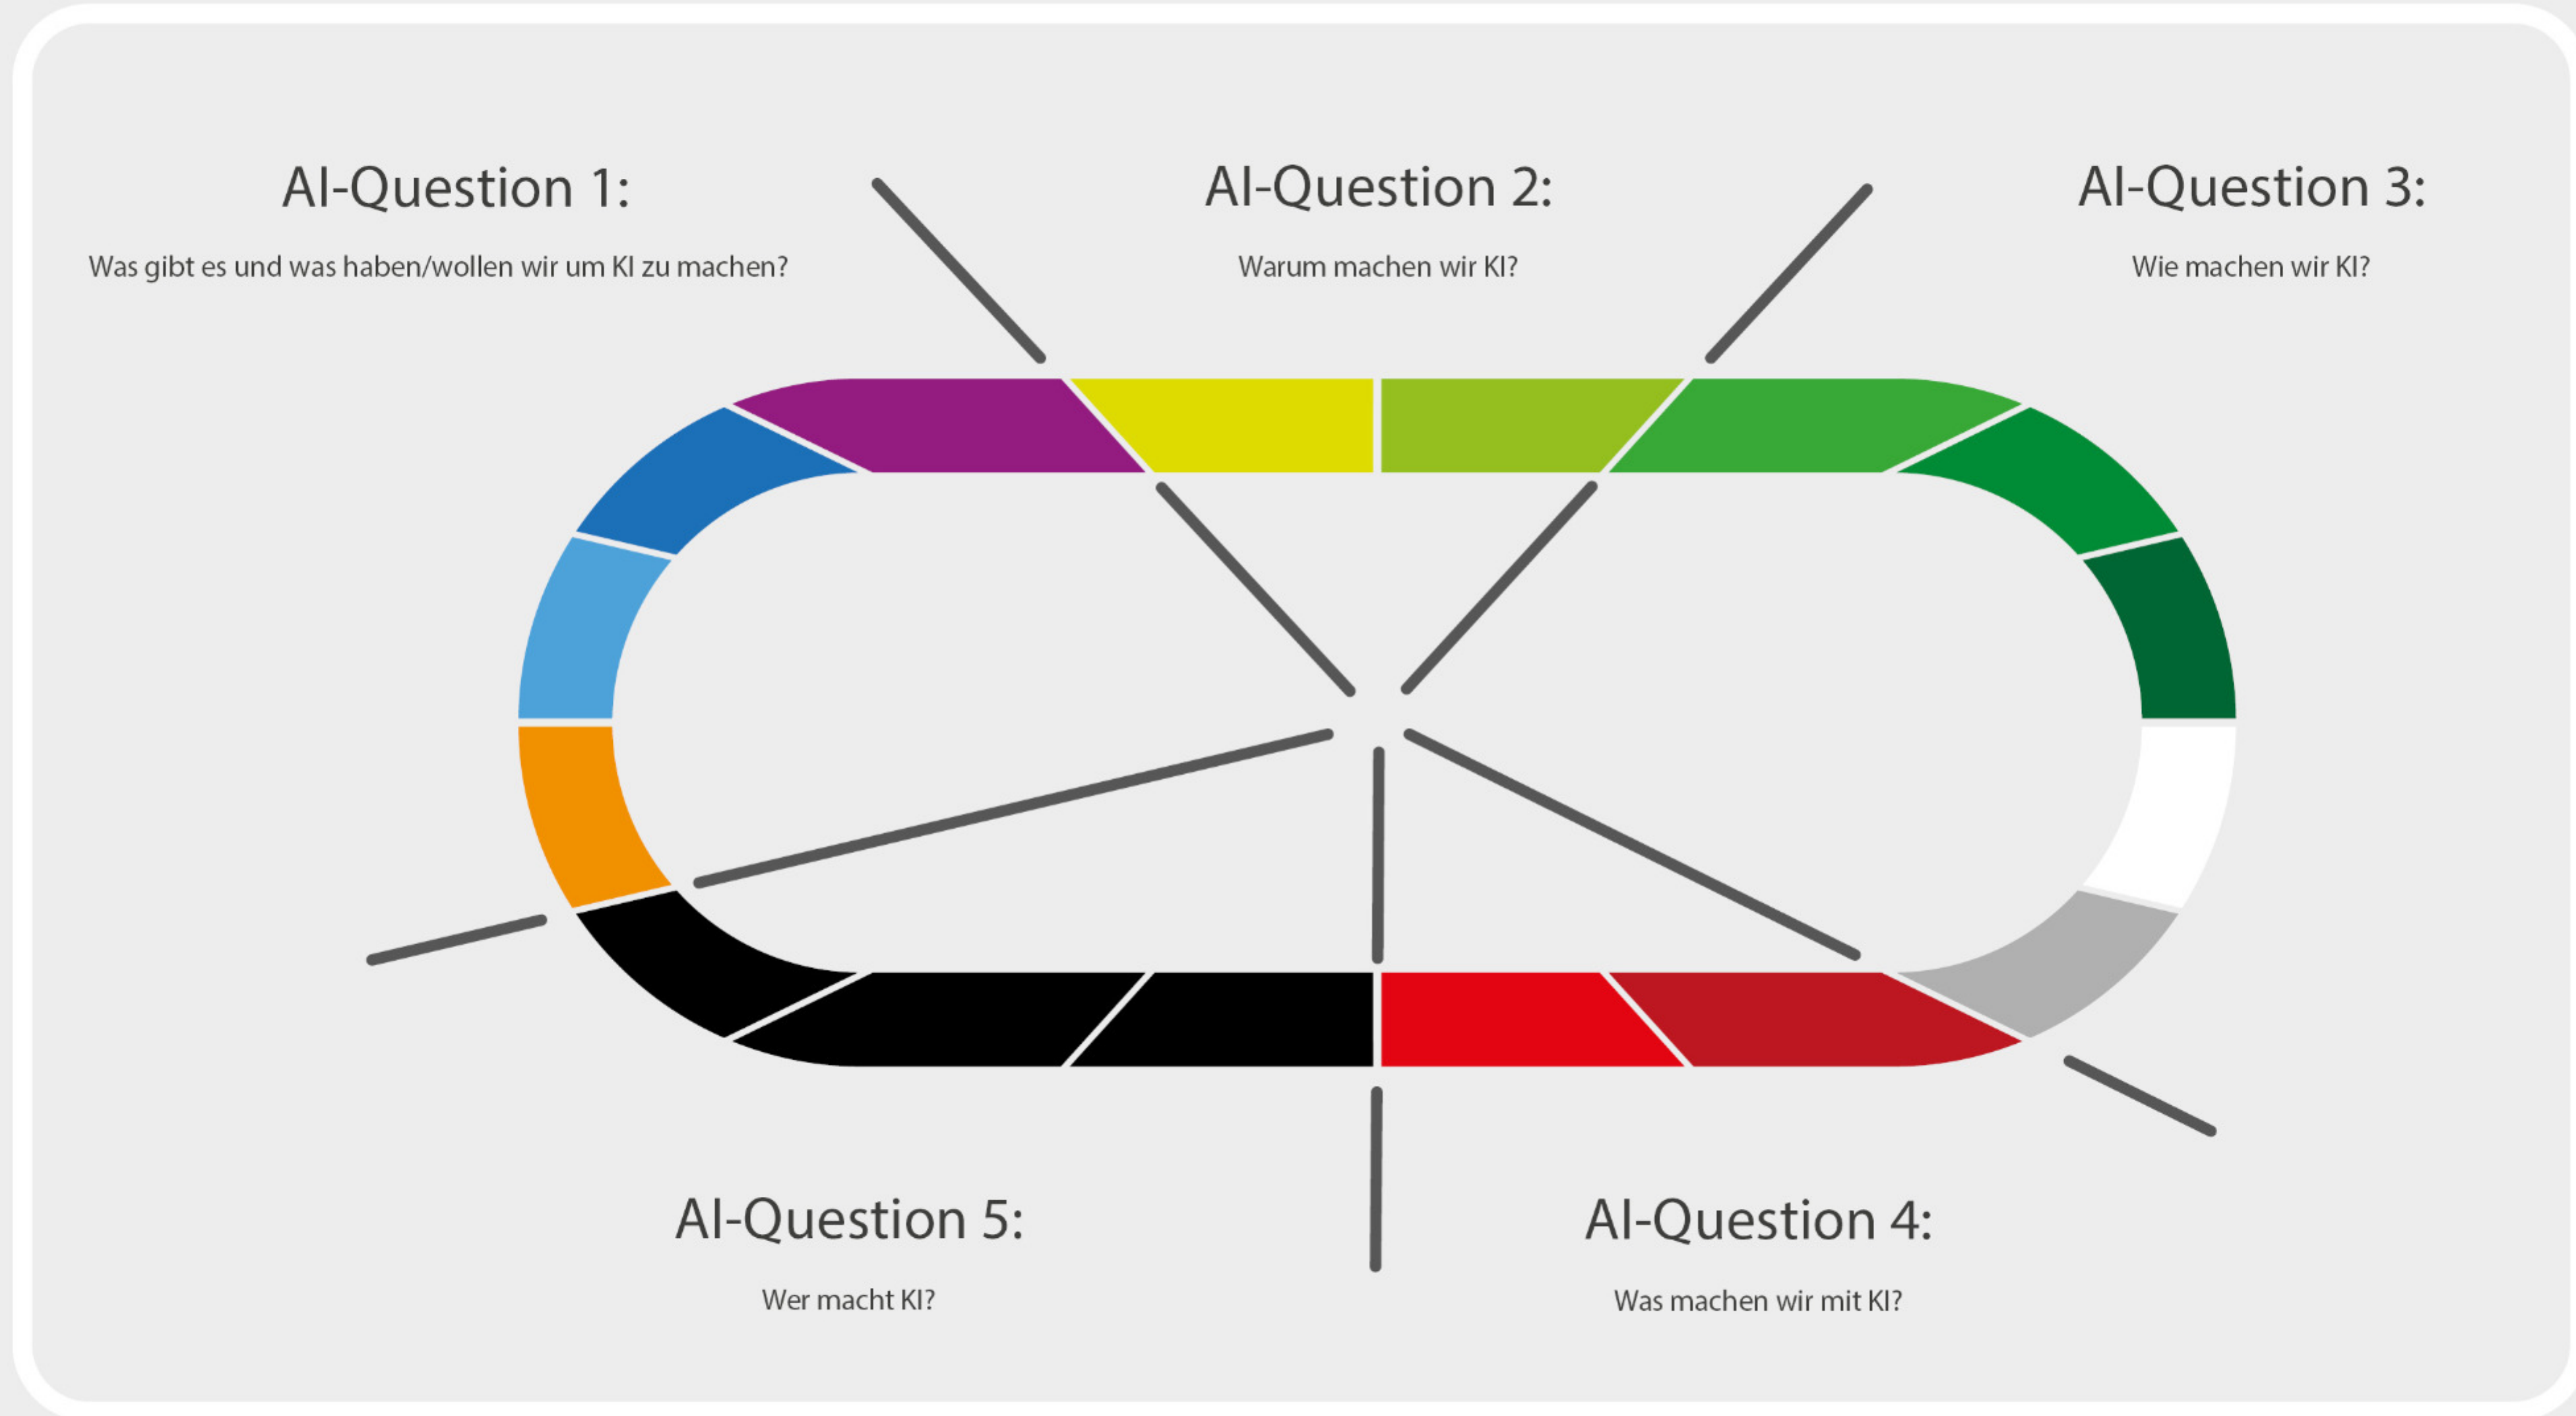 AI-Question 1:
Was gibt es und was haben/wollen wir um KI zu machen?
AI-Question 2:
Warum machen wir KI?
AI-Question 3:
Wie machen wir KI?
AI-Question 5:
Wer macht KI?
AI-Question 4:
Was machen wir mit KI?